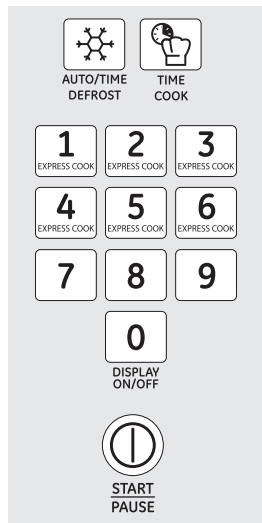 AUTO/TIME
DEFROST
TIME
COOK
1
EXPRESS COOK
2
EXPRESS COOK
3
EXPRESS COOK
4
EXPRESS COOK
5
EXPRESS COOK
6
EXPRESS COOK
7
8
9
0
DISPLAY
ON/OFF
START
PAUSE